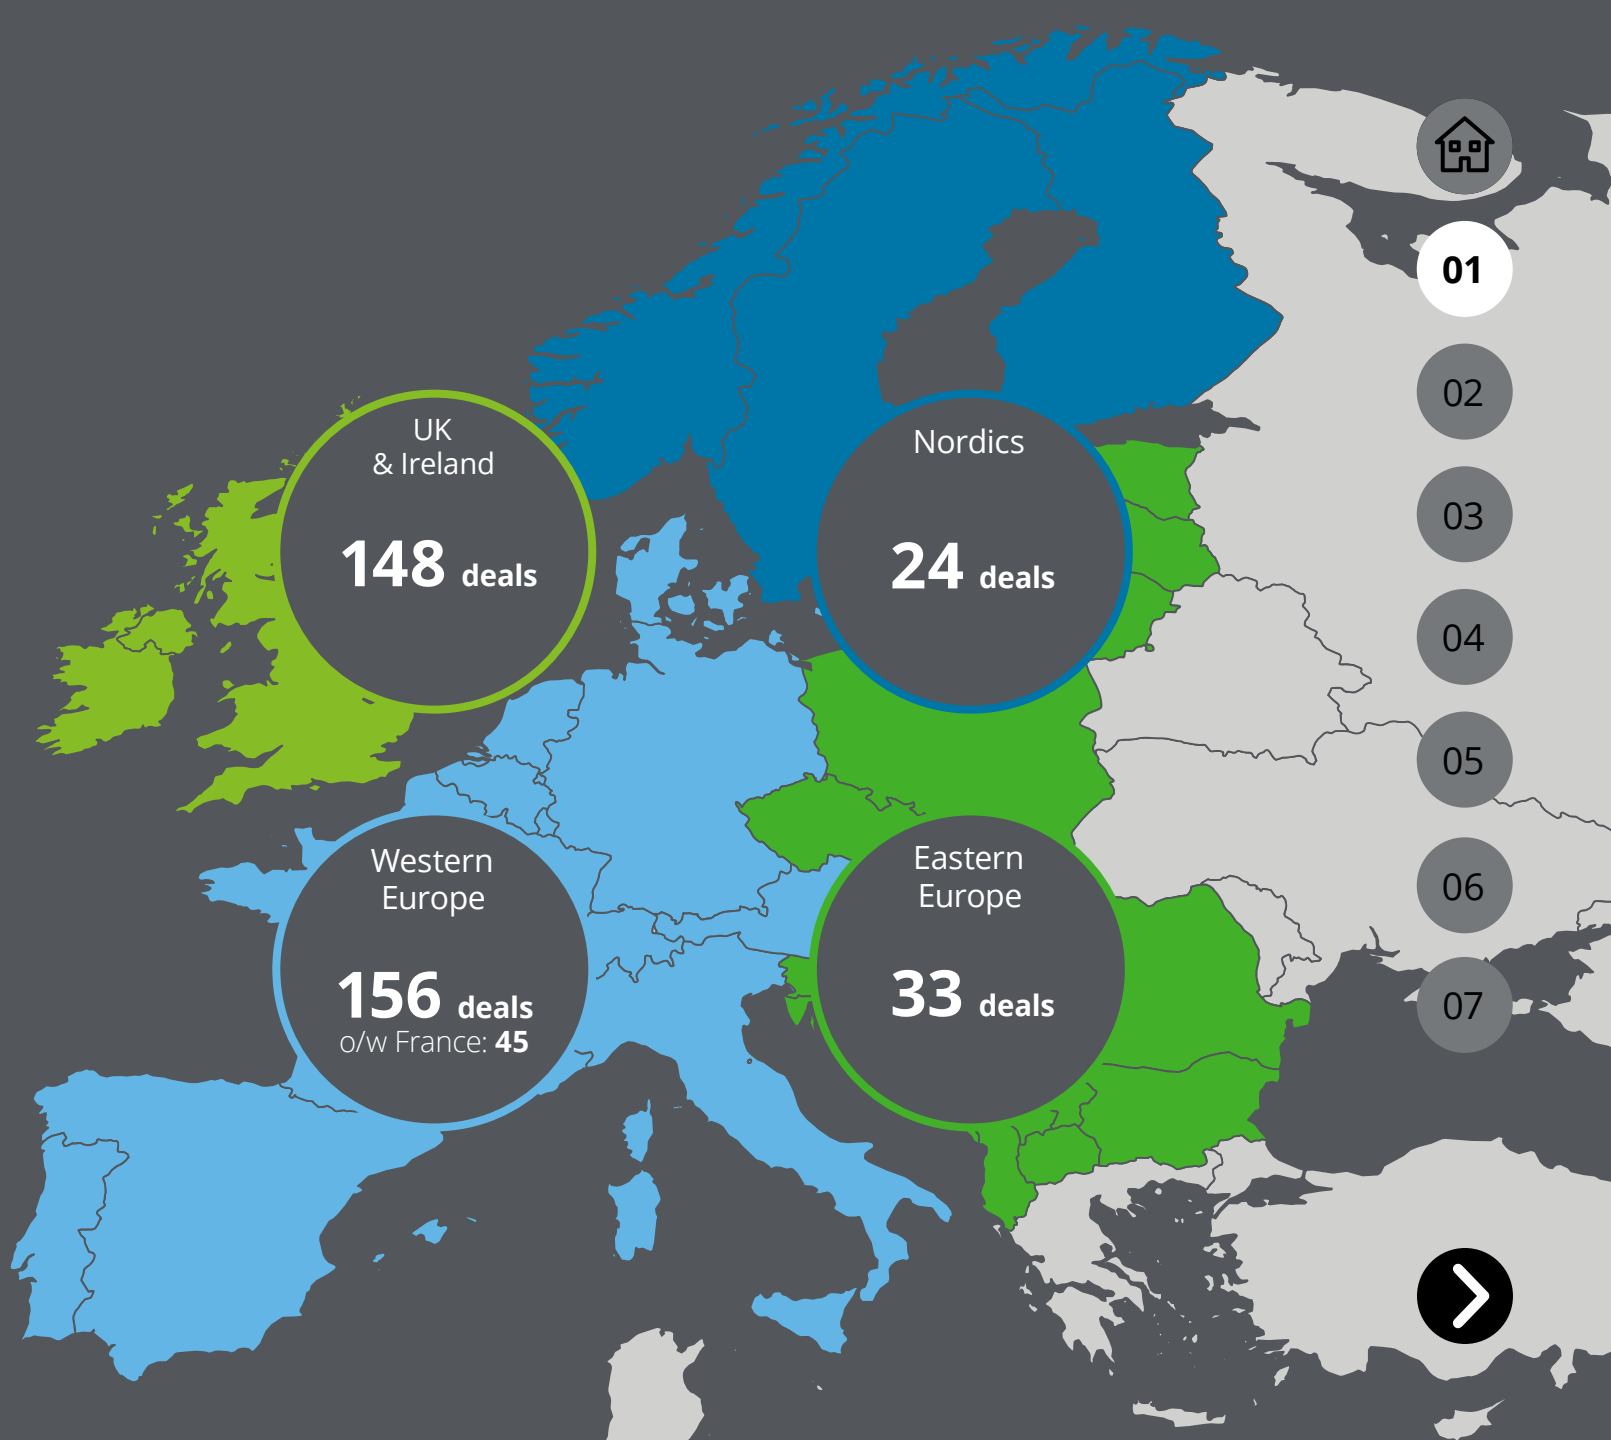 UK
& Ireland
148 deals
Nordics
24 deals
Western
Europe
156 deals
o/w France: 45
Eastern
Europe
33 deals
01
02
03
04
05
06
07